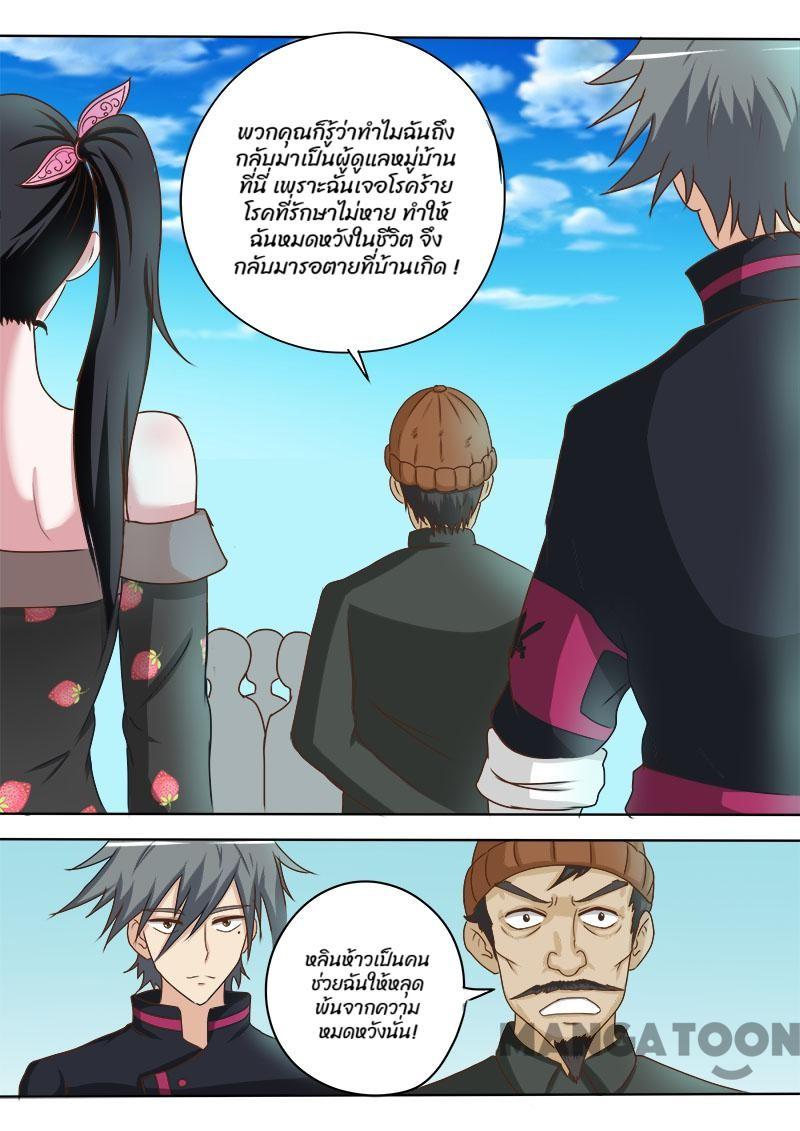 พวกคุณก็รู้ว่าทำไมฉันถึง
กลับมาเป็นผู้ดูแลหมู่บ้าน
ที่นี่ เพราะฉันเจอโรคร้าย
โรคที่รักษาไม่หาย ทำให้
ฉันหมดหวังในชีวิต จึง
กลับมารอตายที่บ้านเกิด !
หลินห้าวเป็นคน
ช่วยฉันให้หลุด
พ้นจากความ
หมดหวังนั้น!
MANGATOON